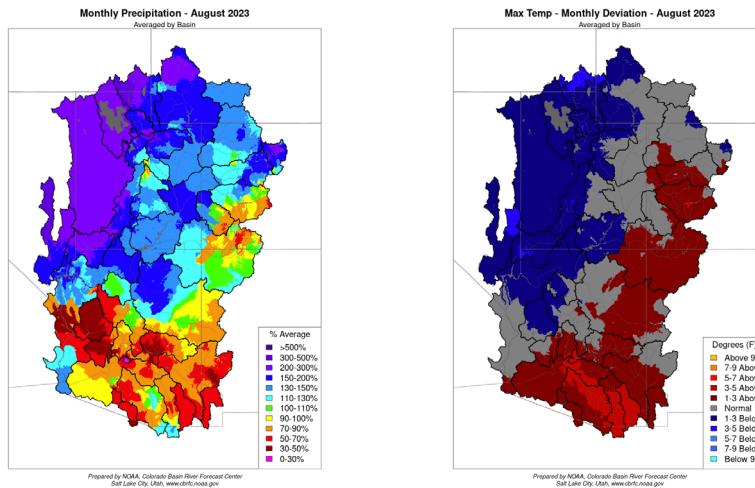 Monthly Precipitation - August 2023
Averaged by Basin
% Average
>500%
300-500%
200-300%
150-200%
130-150%
110-130%
100-110%
90-100%
70-90%
50-70%
30-50%
0-30%
Prepared by NOAA, Colorado Basin River Forecast Center
Salt Lake City, Utah, www.cbrfc.noaa.gov
Max Temp - Monthly Deviation - August 2023
Averaged by Basin
Degrees (F)
Above 9
7-9 Abov
5-7 Abov
3-5 Abov
1-3 Abov
Normal
1-3 Belo
3-5 Belo
5-7 Belo
7-9 Belo
Below 9
Prepared by NOAA, Colorado Basin River Forecast Center
Salt Lake City, Utah, www.cbrfc.noaa.gov